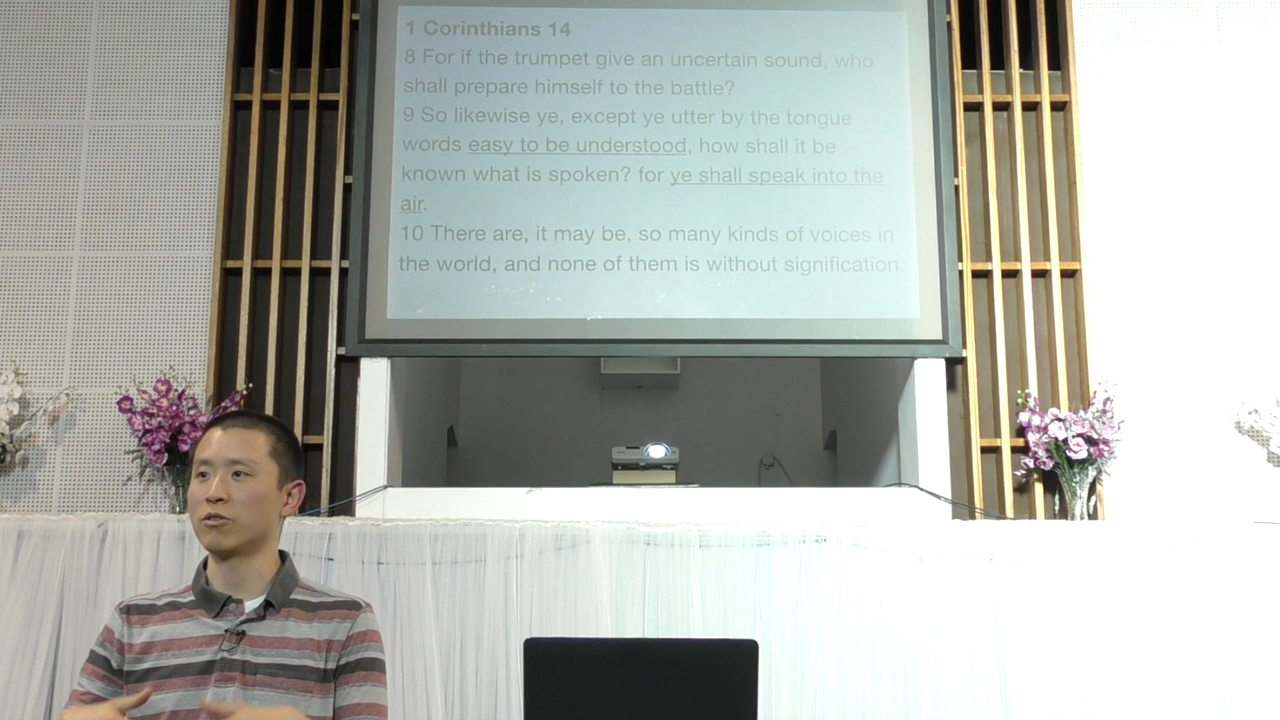 1 Corinthians 14
8 For if the trumpet give an uncertain sound, who
shall prepare himself to the battle?
9 So likewise ye, except ye utter by the tongue
words easy to be understood, how shall it be
known what is spoken? for ye shall speak into the
air.
10 There are, it may be, so many kinds of voices in
the world, and none of them is without signification.